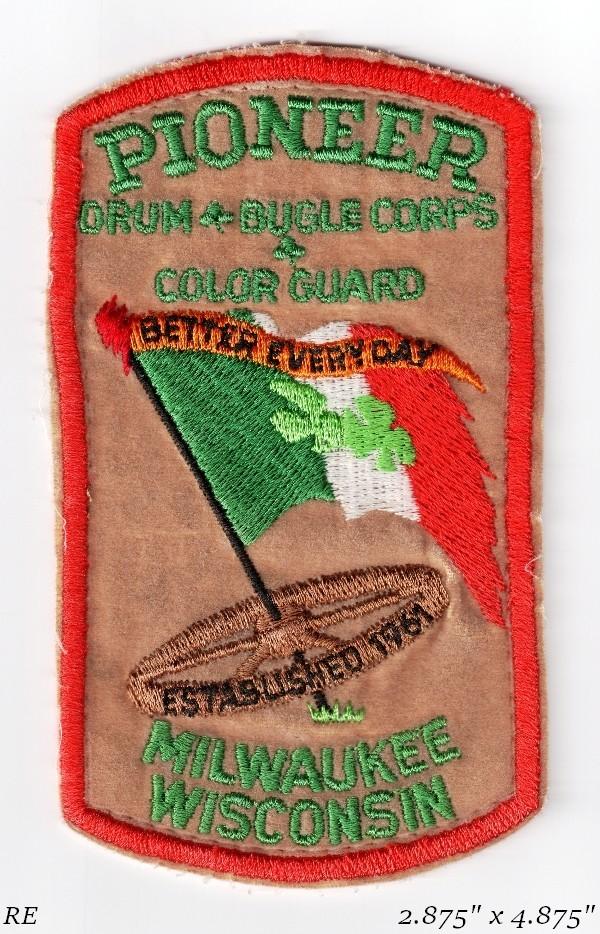 PIONEER
DRUM & BUGLE CORPS
COLOR GUARD
BETTER EVERY DAY
ESTABLISHED 1961
MILWAUKEE
WISCONSIN
RE 2.875" x 4.875"